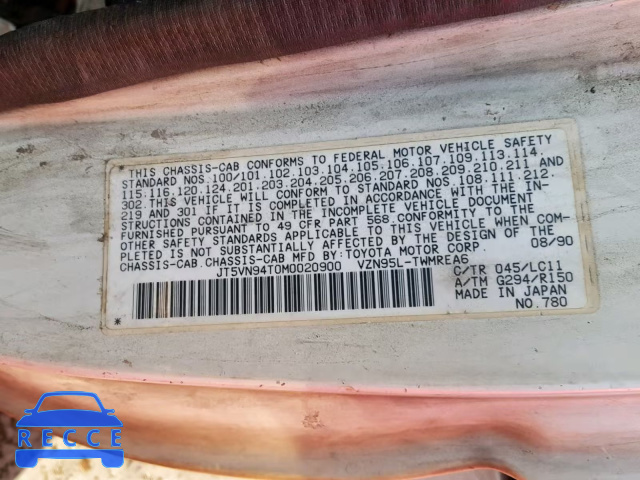 THIS CHASSIS-CAB CONFORMS TO FEDERAL MOTOR VEHICLE SAFETY
STANDARD NOS.100/101.102.103.104.105.106.107.109.113.114.
115.116.120.124.201.203.204.205.206.207.208.209.210.211 AND
302.THIS VEHICLE WILL CONFORM TO STANDARD NOS.108.111.212.
219 AND 301 IF IT IS COMPLETED IN ACCORDANCE WITH THE IN-
STRUCTIONS CONTAINED IN THE INCOMPLETE VEHICLE DOCUMENT
FURNISHED PURSUANT TO 49 CFR PART 568.CONFORMITY TO THE
OTHER SAFETY STANDARDS APPLICABLE TO THIS VEHICLE WHEN COM-
PLETED IS NOT SUBSTANTIALLY AFFECTED BY THE DESIGN OF THE
CHASSIS-CAB CHASSIS-CAB MFD BY:TOYOTA MOTOR CORP 08/90
JT5VN94T0M0020900 VZN95L-TWMREA6
C/TR 045/LC11
A/TM G294/R150
MADE IN JAPAN
NO.780
RECCE